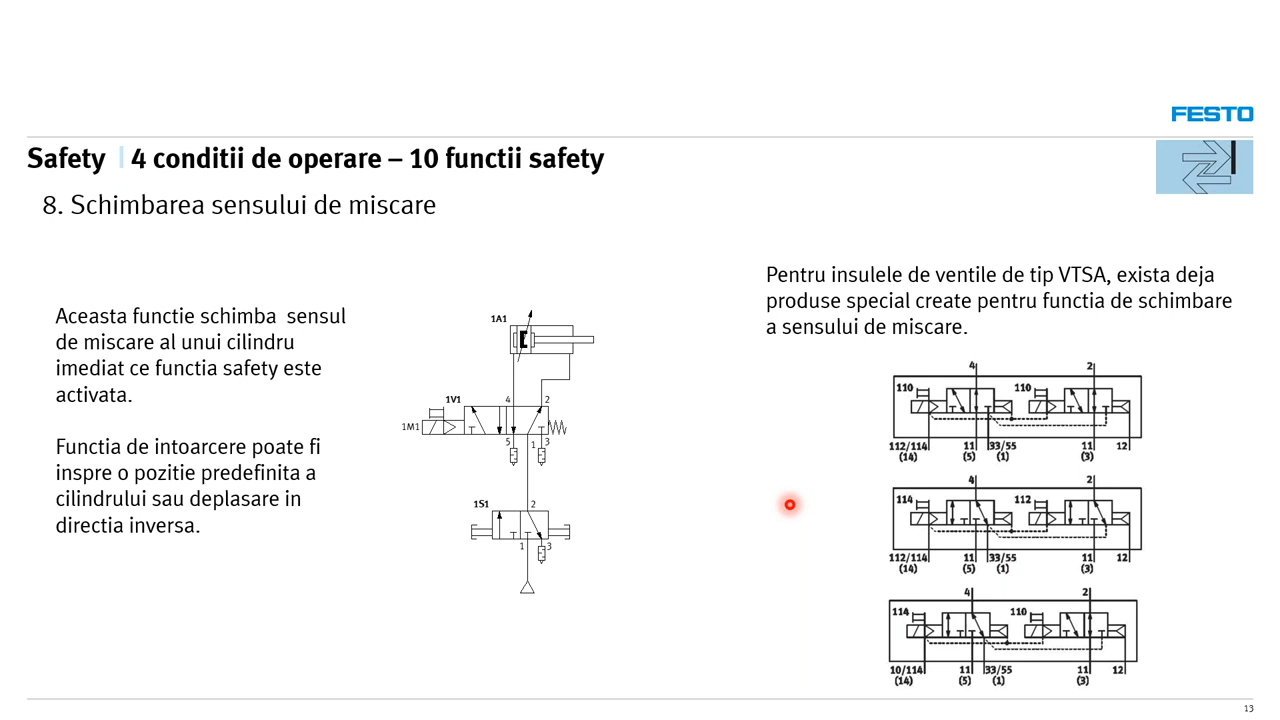 FESTO
Safety | 4 conditii de operare – 10 functii safety
8. Schimbarea sensului de miscare
Aceasta functie schimba sensul
de miscare al unui cilindru
imediat ce functia safety este
activata.
Functia de intoarcere poate fi
inspre o pozitie predefinita a
cilindrului sau deplasare in
directia inversa.
1A1
1V1 4 2
1M1
5 1 3
1S1 2
1 3
Pentru insulele de ventile de tip VTSA, exista deja
produse special create pentru functia de schimbare
a sensului de miscare.
4 2
110 110
112/114 11 33/55 11 12
(14) (5) (1) (3)
4 2
114 112
112/114 11 33/55 11 12
(14) (5) (1) (3)
4 2
114 110
10/114 11 33/55 11 12
(14) (5) (1) (3)
13